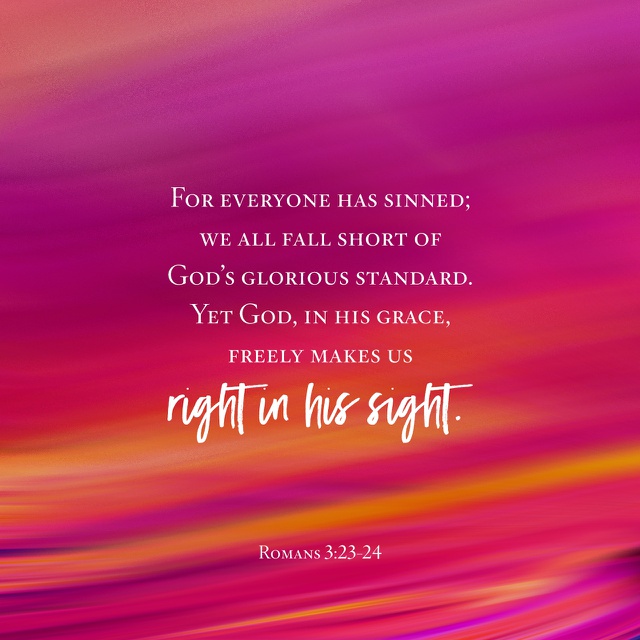 For everyone has sinned;
we all fall short of
God’s glorious standard.
Yet God, in his grace,
freely makes us
right in his sight.
Romans 3:23-24